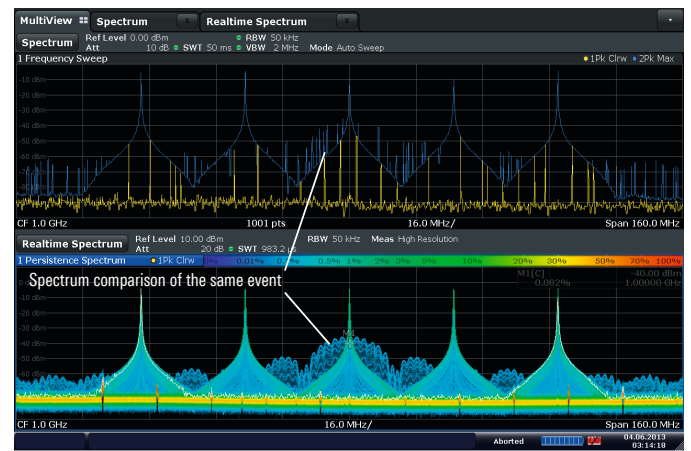 MultiView Spectrum x Realtime Spectrum x
Spectrum Ref Level 0.00 dBm RBW 50 kHz
Att 10 dB SWT 50 ms VBW 2 MHz Mode Auto Sweep
1 Frequency Sweep 1Pk Clrw 2Pk Max
-10 dBm
-20 dBm
-30 dBm
-40 dBm
-50 dBm
-60 dBm
CF 1.0 GHz 1001 pts 16.0 MHz/ Span 160.0 MHz
Realtime Spectrum Ref Level 10.00 dBm RBW 50 kHz Meas High Resolution
Att 20 dB SWT 983.2 µs
1 Persistence Spectrum 1Pk Clrw 0% 0.01% 0.5% 1% 2% 3% 5% 10% 20% 30% 50% 70% 100%
M1[C] -40.00 dBm
0.082% 1.00000 GHz
Spectrum comparison of the same event
-10 dBm
-20 dBm
-30 dBm
M1
-40 dBm
-50 dBm
-60 dBm
CF 1.0 GHz 16.0 MHz/ Span 160.0 MHz
Aborted 04.06.2013
03:14:18